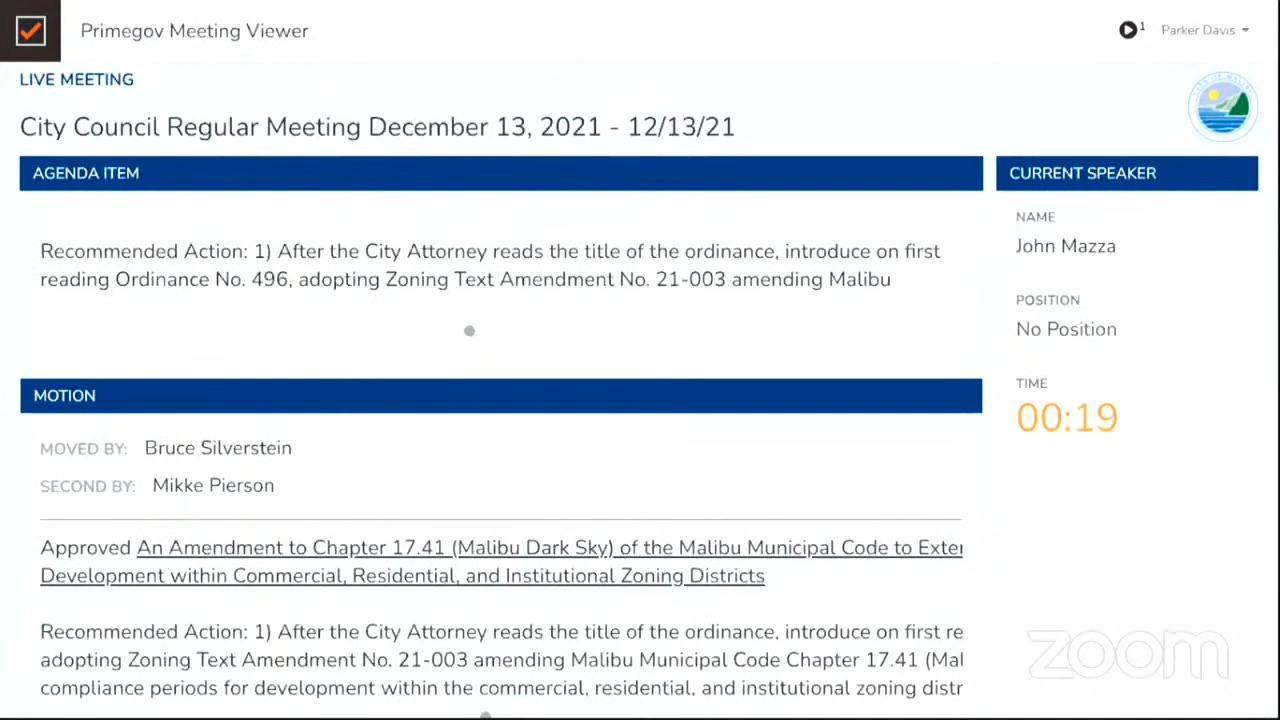 Primegov Meeting Viewer
1
Parker Davis
LIVE MEETING
City Council Regular Meeting December 13, 2021 - 12/13/21
AGENDA ITEM
Recommended Action: 1) After the City Attorney reads the title of the ordinance, introduce on first
reading Ordinance No. 496, adopting Zoning Text Amendment No. 21-003 amending Malibu
CURRENT SPEAKER
NAME
John Mazza
POSITION
No Position
TIME
00:19
MOTION
MOVED BY: Bruce Silverstein
SECOND BY: Mikke Pierson
Approved An Amendment to Chapter 17.41 (Malibu Dark Sky) of the Malibu Municipal Code to Exter
Development within Commercial, Residential, and Institutional Zoning Districts
Recommended Action: 1) After the City Attorney reads the title of the ordinance, introduce on first re
adopting Zoning Text Amendment No. 21-003 amending Malibu Municipal Code Chapter 17.41 (Mal
compliance periods for development within the commercial, residential, and institutional zoning distr
zoom